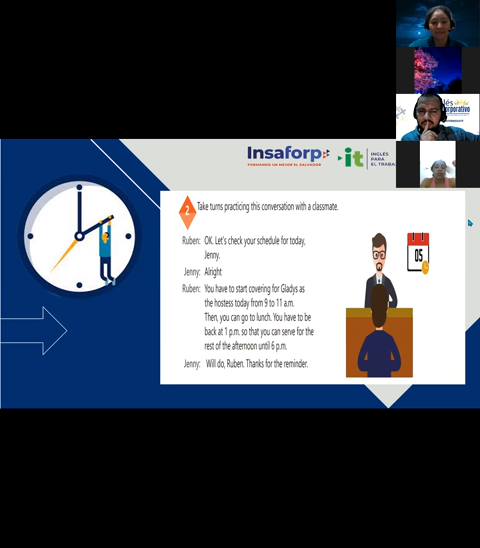 Insaforp
FORMANDO UN MEJOR EL SALVADOR
it
INGLÉS
PARA
EL TRABA
2
Take turns practicing this conversation with a classmate.
Ruben: OK. Let's check your schedule for today,
Jenny.
Jenny: Alright
Ruben: You have to start covering for Gladys as
the hostess today from 9 to 11 a.m.
Then, you can go to lunch. You have to be
back at 1 p.m. so that you can serve for the
rest of the afternoon until 6 p.m.
Jenny: Will do, Ruben. Thanks for the reminder.
05